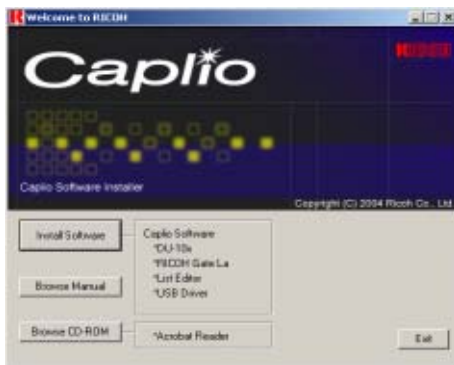 Welcome to RICOH
RICOH
Caplio
Caplio Software Installer
Copyright (C) 2004 Ricoh Co., Ltd
Install Software
Caplio Software
*DU-10x
*RICOH Gate La
*List Editor
*USB Driver
Browse Manual
Browse CD-ROM
*Acrobat Reader
Exit